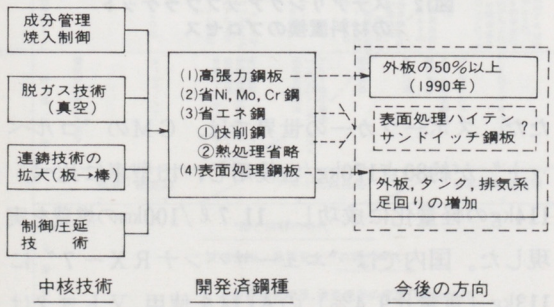 成分管理
焼入制御
脱ガス技術
(真空)
連鋳技術の
拡大(板→棒)
制御圧延
技 術
中核技術
(1)高張力鋼板
(2)省Ni, Mo, Cr鋼
(3)省エネ鋼
①快削鋼
②熱処理省略
(4)表面処理鋼板
開発済鋼種
外板の50%以上
(1990年)
表面処理ハイテン?
サンドイッチ鋼板
外板, タンク, 排気系
足回りの増加
今後の方向